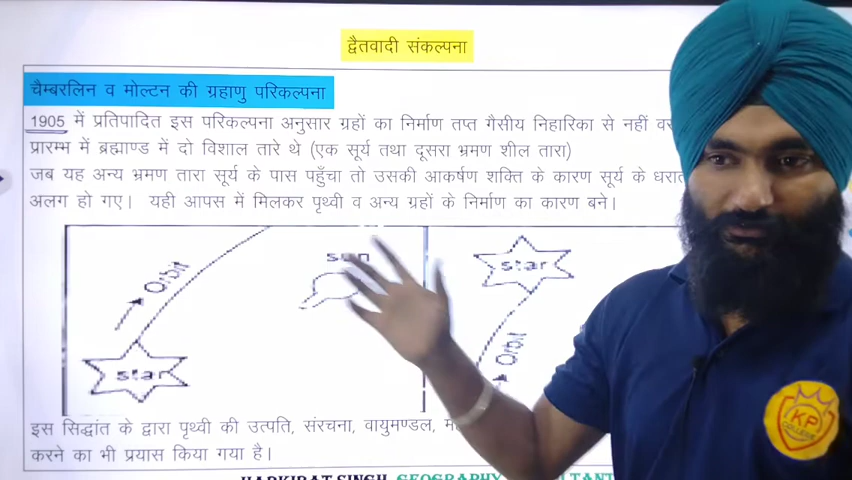 द्वैतवादी संकल्पना
चैम्बरलिन व मोल्टन की ग्रहाणु परिकल्पना
1905 में प्रतिपादित इस परिकल्पना अनुसार ग्रहों का निर्माण तप्त गैसीय निहारिका से नहीं
प्रारम्भ में ब्रह्माण्ड में दो विशाल तारे थे (एक सूर्य तथा दूसरा भ्रमण शील तारा)
जब यह अन्य भ्रमण तारा सूर्य के पास पहुँचा तो उसकी आकर्षण शक्ति के कारण सूर्य के
अलग हो गए। यही आपस में मिलकर पृथ्वी व अन्य ग्रहों के निर्माण का कारण बने।
Orbit
star
sun
star
Orbit
इस सिद्धांत के द्वारा पृथ्वी की उत्पति, संरचना, वायुमण्डल,
करने का भी प्रयास किया गया है।
HARKIRAT SINGH GEOGRAPHY
KP
COLLEGE